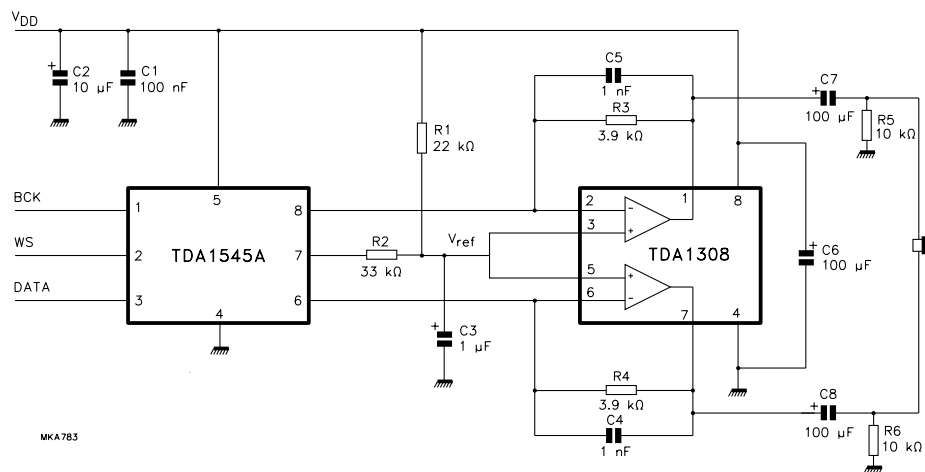 VDD
C2
10 µF
C1
100 nF
R1
22 kΩ
C5
1 nF
R3
3.9 kΩ
C7
100 µF
R5
10 kΩ
BCK
WS
DATA
1
2
3
4
5
6
7
8
TDA1545A
R2
33 kΩ
Vref
C3
1 µF
2
3
5
6
1
8
7
4
TDA1308
C6
100 µF
R4
3.9 kΩ
C4
1 nF
C8
100 µF
R6
10 kΩ
MKA783